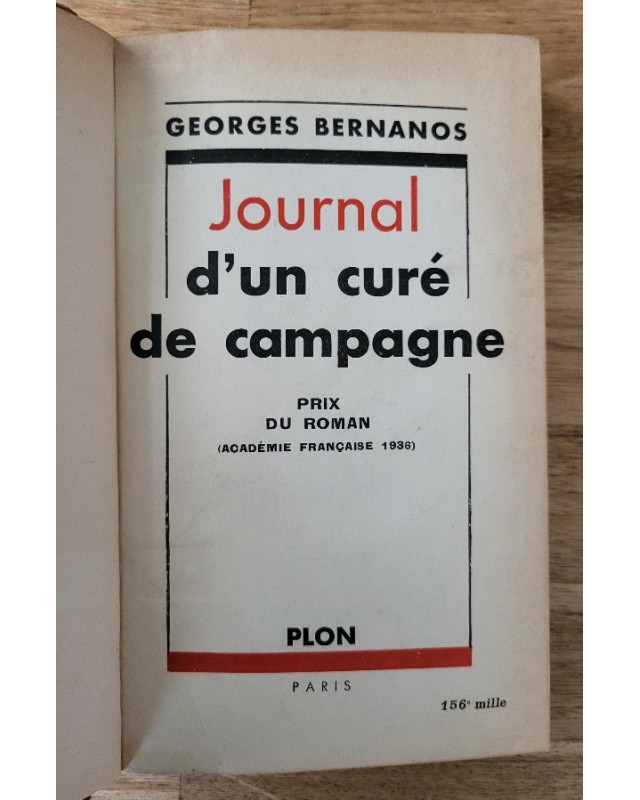 GEORGES BERNANOS
Journal
d'un curé
de campagne
PRIX
DU ROMAN
(ACADÉMIE FRANÇAISE 1936)
PLON
PARIS
156e mille